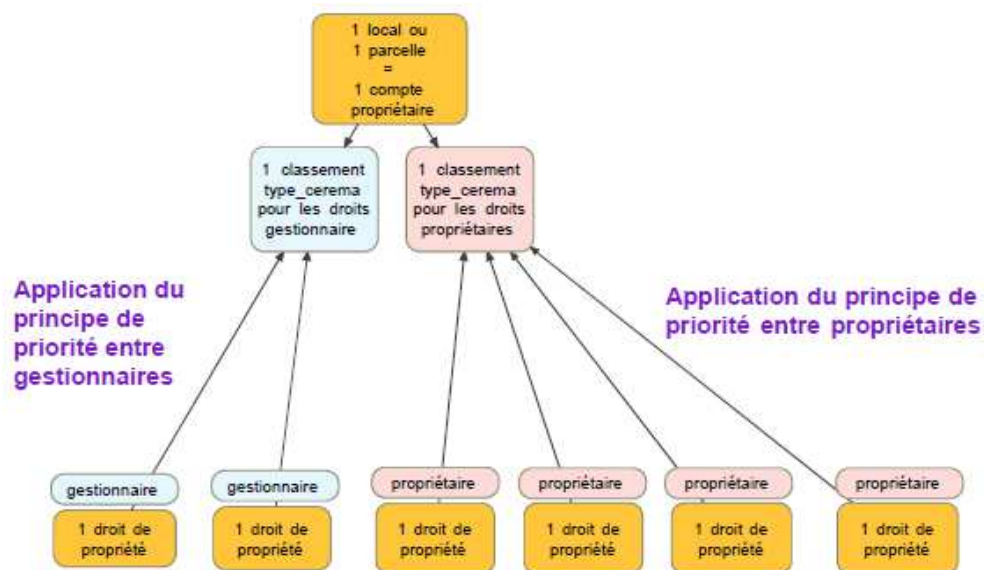 1 local ou
1 parcelle
=
1 compte
propriétaire
1 classement
type_cerema
pour les droits
gestionnaire
1 classement
type_cerema
pour les droits
propriétaires
Application du
principe de
priorité entre
gestionnaires
Application du principe de
priorité entre propriétaires
gestionnaire
gestionnaire
propriétaire
propriétaire
propriétaire
propriétaire
1 droit de
propriété
1 droit de
propriété
1 droit de
propriété
1 droit de
propriété
1 droit de
propriété
1 droit de
propriété